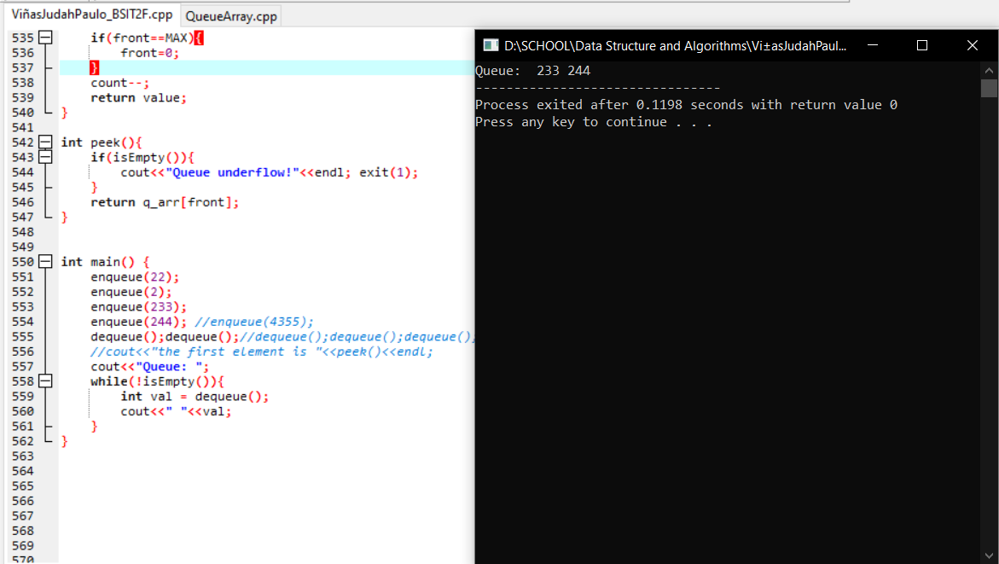 ViñasJudahPaulo_BSIT2F.cpp QueueArray.cpp
535 if(front==MAX){
536 front=0;
537 }
538 count--;
539 return value;
540 }
541
542 int peek(){
543 if(isEmpty()){
544 cout<<"Queue underflow!"<<endl; exit(1);
545 }
546 return q_arr[front];
547 }
548
549
550 int main() {
551 enqueue(22);
552 enqueue(2);
553 enqueue(233);
554 enqueue(244); //enqueue(4355);
555 dequeue();dequeue();//dequeue();dequeue();dequeue();
556 //cout<<"the first element is "<<peek()<<endl;
557 cout<<"Queue: ";
558 while(!isEmpty()){
559 int val = dequeue();
560 cout<<" "<<val;
561 }
562 }
563
564
565
566
567
568
569
570
D:\SCHOOL\Data Structure and Algorithms\Vi±asJudahPaul...
Queue:  233 244
--------------------------------
Process exited after 0.1198 seconds with return value 0
Press any key to continue . . .